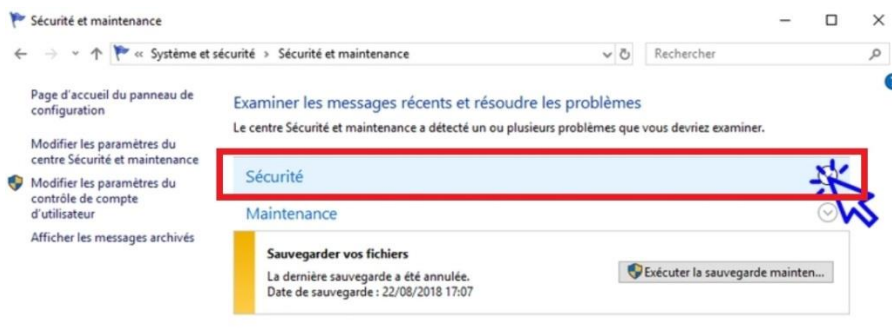 Sécurité et maintenance
« Système et sécurité > Sécurité et maintenance
Rechercher
Page d'accueil du panneau de
configuration
Modifier les paramètres du
centre Sécurité et maintenance
Modifier les paramètres du
contrôle de compte
d'utilisateur
Afficher les messages archivés
Examiner les messages récents et résoudre les problèmes
Le centre Sécurité et maintenance a détecté un ou plusieurs problèmes que vous devriez examiner.
Sécurité
Maintenance
Sauvegarder vos fichiers
La dernière sauvegarde a été annulée.
Date de sauvegarde : 22/08/2018 17:07
Exécuter la sauvegarde mainten...